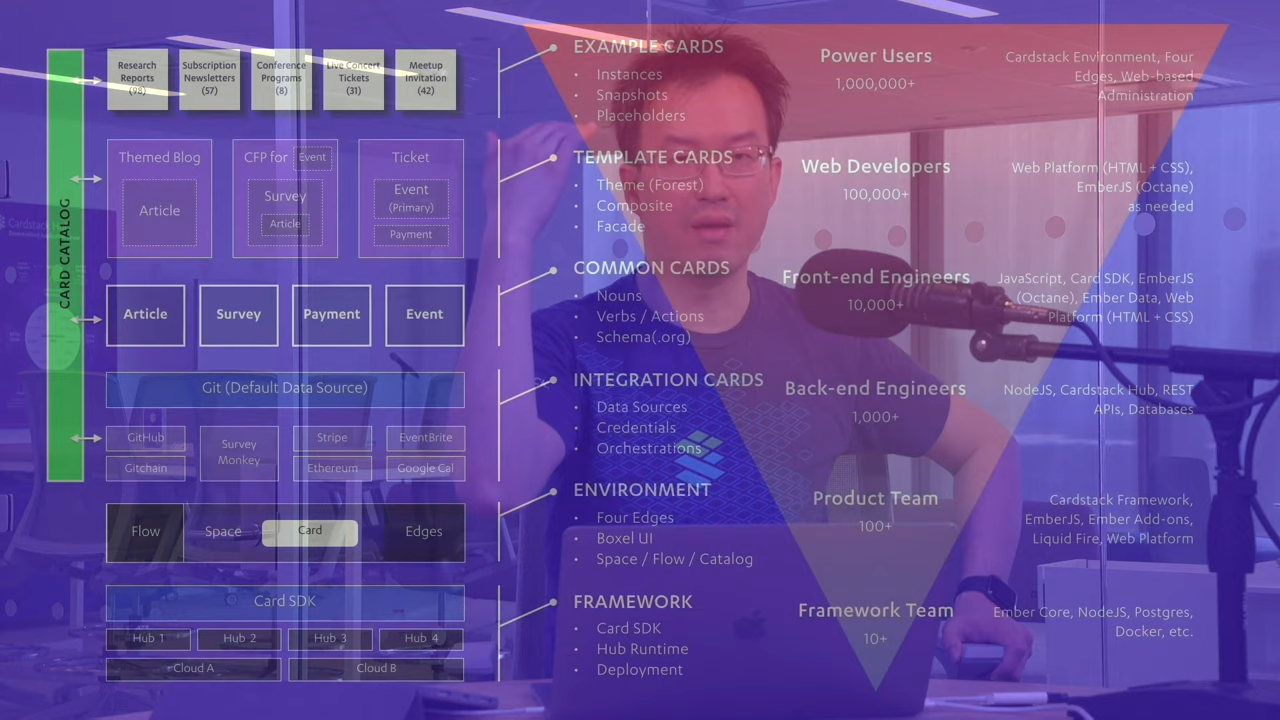 CARD CATALOG
Research
Reports
(98)
Subscription
Newsletters
(57)
Conference
Programs
(8)
Live Concert
Tickets
(31)
Meetup
Invitation
(42)
Themed Blog
Article
CFP for Event
Survey
Article
Ticket
Event
(Primary)
Payment
Article
Survey
Payment
Event
Git (Default Data Source)
GitHub
Gitchain
Survey
Monkey
Stripe
Ethereum
EventBrite
Google Cal
Flow
Space
Card
Edges
Card SDK
Hub 1
Hub 2
Hub 3
Hub 4
Cloud A
Cloud B
EXAMPLE CARDS
• Instances
• Snapshots
• Placeholders
Power Users
1,000,000+
Cardstack Environment, Four
Edges, Web-based
Administration
TEMPLATE CARDS
• Theme (Forest)
• Composite
• Facade
Web Developers
100,000+
Web Platform (HTML + CSS),
EmberJS (Octane)
as needed
COMMON CARDS
• Nouns
• Verbs / Actions
• Schema(.org)
Front-end Engineers
10,000+
JavaScript, Card SDK, EmberJS
(Octane), Ember Data, Web
Platform (HTML + CSS)
INTEGRATION CARDS
• Data Sources
• Credentials
• Orchestrations
Back-end Engineers
1,000+
NodeJS, Cardstack Hub, REST
APIs, Databases
ENVIRONMENT
• Four Edges
• Boxel UI
• Space / Flow / Catalog
Product Team
100+
Cardstack Framework,
EmberJS, Ember Add-ons,
Liquid Fire, Web Platform
FRAMEWORK
• Card SDK
• Hub Runtime
• Deployment
Framework Team
10+
Ember Core, NodeJS, Postgres,
Docker, etc.